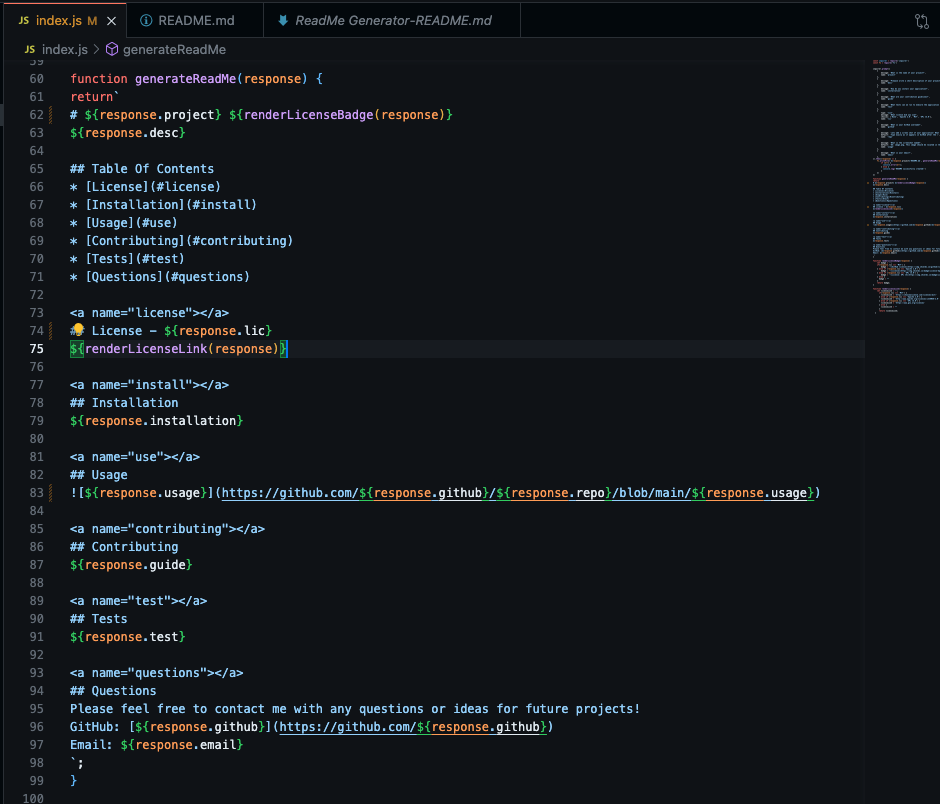 JS index.js M × README.md ReadMe Generator-README.md
JS index.js > generateReadMe
59
60 function generateReadMe(response) {
61 return`
62 # ${response.project} ${renderLicenseBadge(response)}
63 ${response.desc}
64
65 ## Table Of Contents
66 * [License](#license)
67 * [Installation](#install)
68 * [Usage](#use)
69 * [Contributing](#contributing)
70 * [Tests](#test)
71 * [Questions](#questions)
72
73 <a name="license"></a>
74 ## License - ${response.lic}
75 ${renderLicenseLink(response)}
76
77 <a name="install"></a>
78 ## Installation
79 ${response.installation}
80
81 <a name="use"></a>
82 ## Usage
83 ![${response.usage}](https://github.com/${response.github}/${response.repo}/blob/main/${response.usage})
84
85 <a name="contributing"></a>
86 ## Contributing
87 ${response.guide}
88
89 <a name="test"></a>
90 ## Tests
91 ${response.test}
92
93 <a name="questions"></a>
94 ## Questions
95 Please feel free to contact me with any questions or ideas for future projects!
96 GitHub: [${response.github}](https://github.com/${response.github})
97 Email: ${response.email}
98 `;
99 }
100